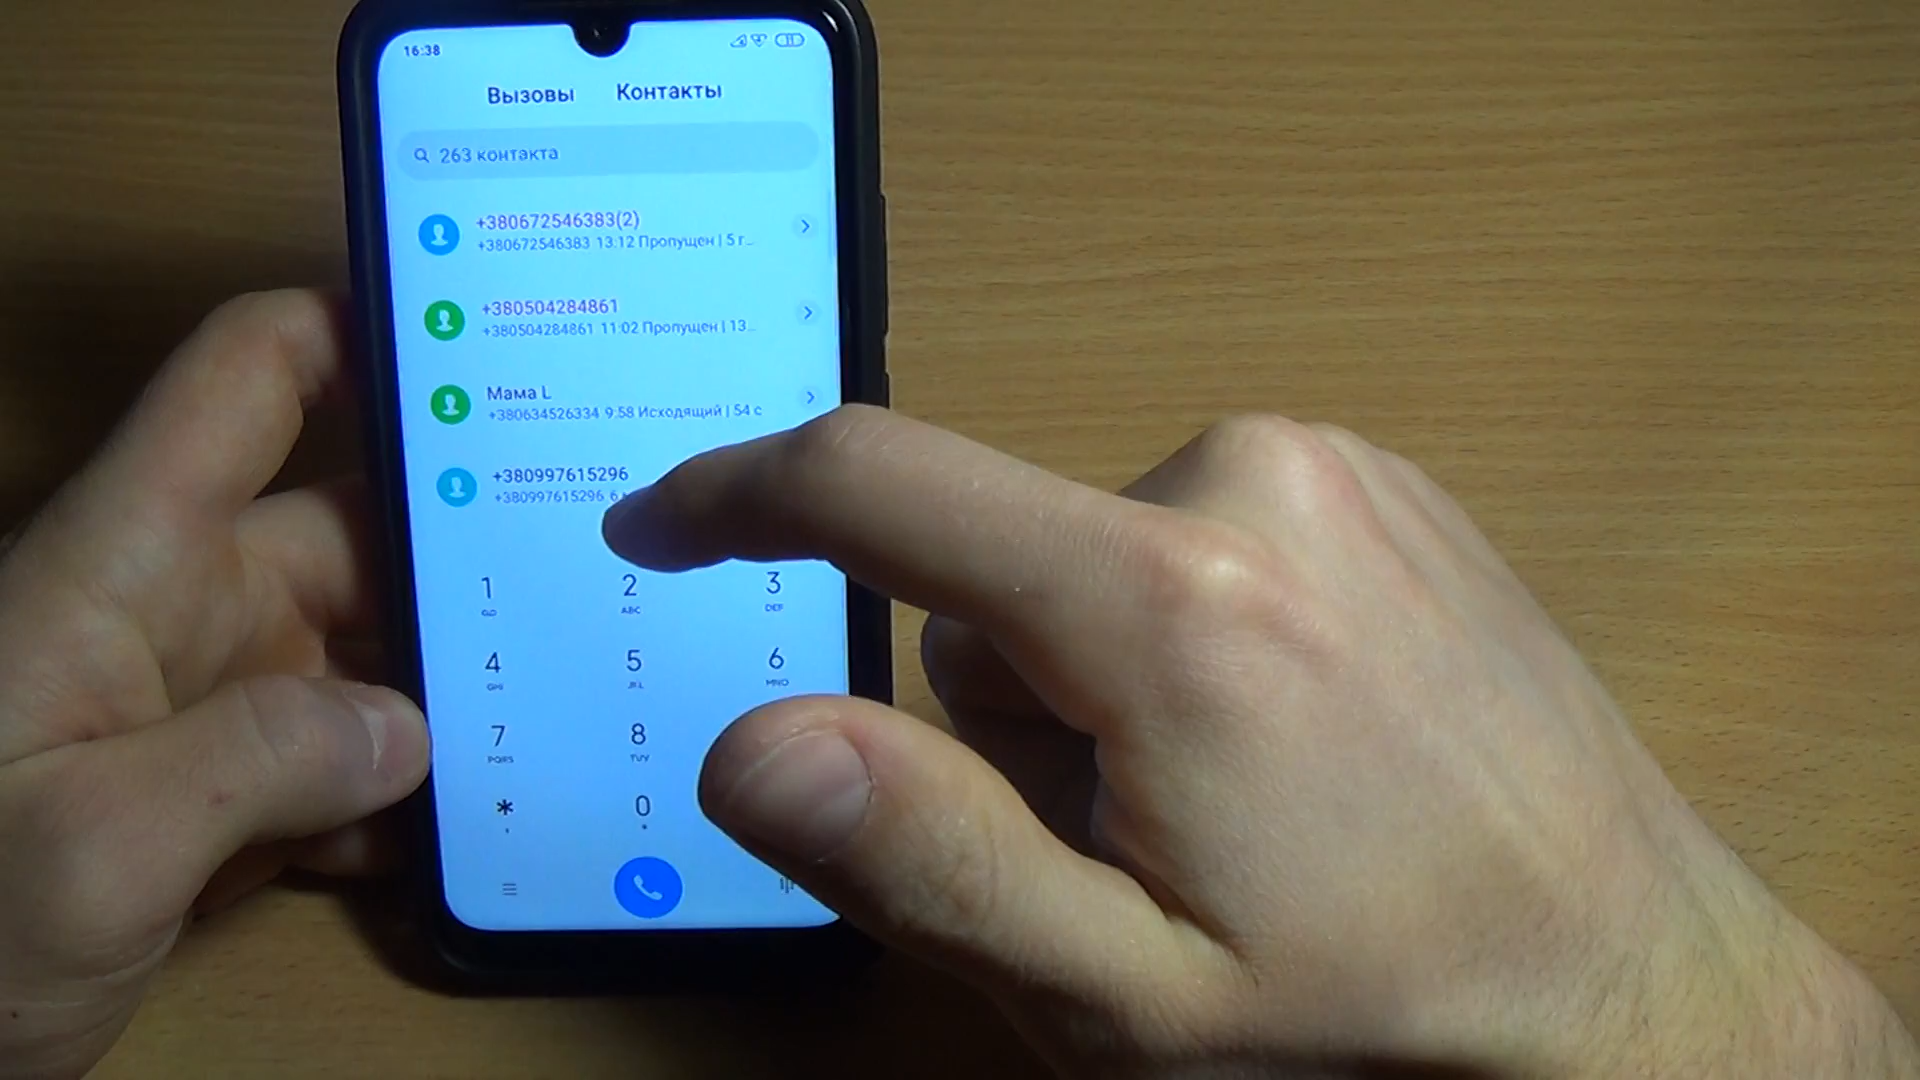 16:38
Вызовы Контакты
263 контакта
+380672546383(2)
+380672546383 13:12 Пропущен | 5 г...
+380504284861
+380504284861 11:02 Пропущен | 13...
Мама L
+380634526334 9:58 Исходящий | 54 с
+380997615296
+380997615296 6
1 2 3
ABC DEF
4 5 6
GHI JKL MNO
7 8
PQRS TUV
* 0
,